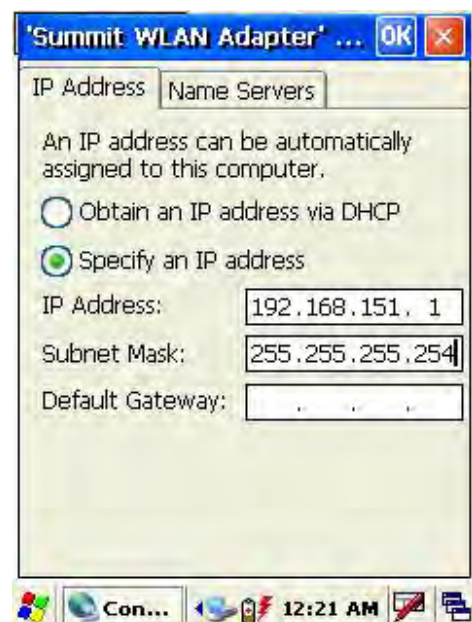 'Summit WLAN Adapter' ... OK
IP Address Name Servers
An IP address can be automatically
assigned to this computer.
Obtain an IP address via DHCP
Specify an IP address
IP Address: 192.168.151. 1
Subnet Mask: 255.255.255.254
Default Gateway: . . .
Con... 12:21 AM